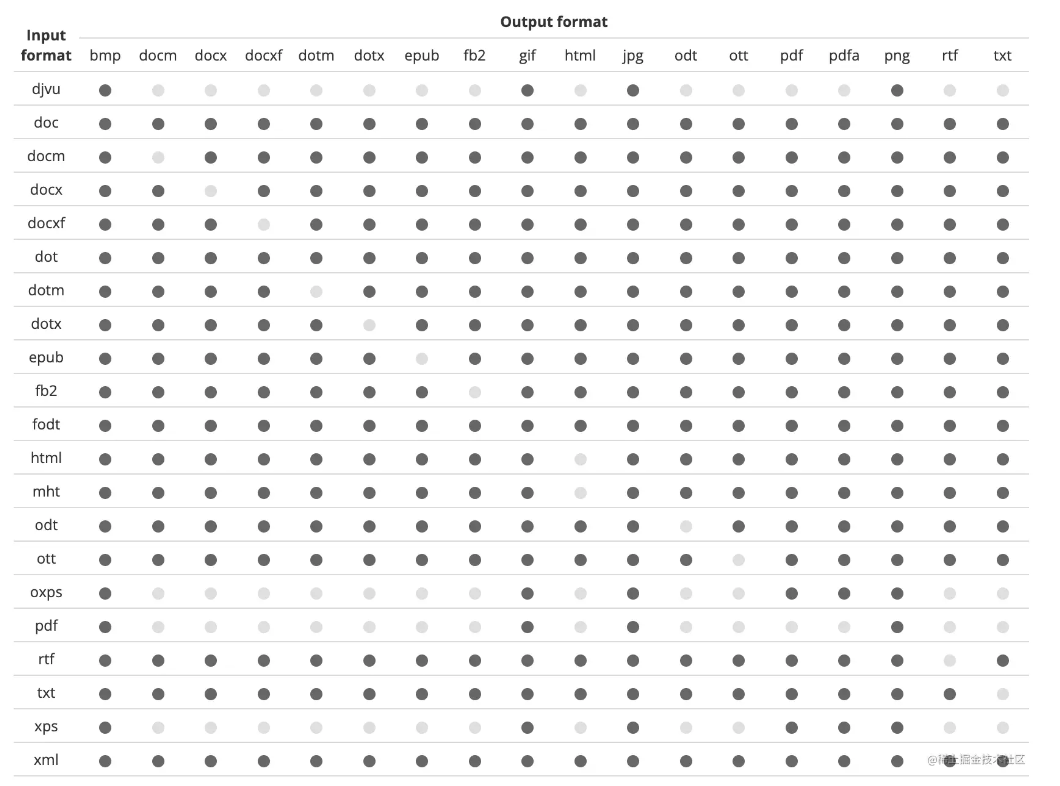 Output format
Input format
bmp docm docx docxf dotm dotx epub fb2 gif html jpg odt ott pdf pdfa png rtf txt
djvu
doc
docm
docx
docxf
dot
dotm
dotx
epub
fb2
fodt
html
mht
odt
ott
oxps
pdf
rtf
txt
xps
xml
@稀土掘金技术社区